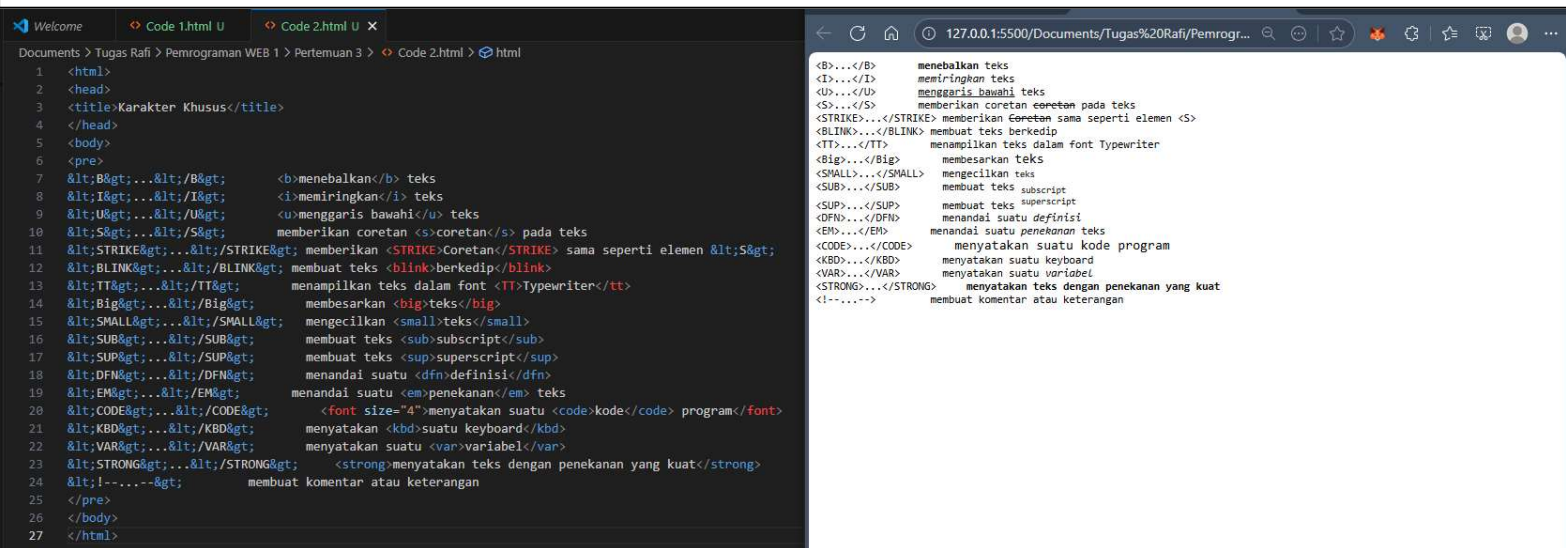 Welcome
Code 1.html U
Code 2.html U
Documents > Tugas Rafi > Pemrograman WEB 1 > Pertemuan 3 > Code 2.html > html
1 <html>
2 <head>
3 <title>Karakter Khusus</title>
4 </head>
5 <body>
6 <pre>
7 &lt;B&gt;...&lt;/B&gt;       <b>menebalkan</b> teks
8 &lt;I&gt;...&lt;/I&gt;       <i>memiringkan</i> teks
9 &lt;U&gt;...&lt;/U&gt;       <u>menggaris bawahi</u> teks
10 &lt;S&gt;...&lt;/S&gt;       memberikan coretan <s>coretan</s> pada teks
11 &lt;STRIKE&gt;...&lt;/STRIKE&gt; memberikan <STRIKE>Coretan</STRIKE> sama seperti elemen &lt;S&gt;
12 &lt;BLINK&gt;...&lt;/BLINK&gt; membuat teks <blink>berkedip</blink>
13 &lt;TT&gt;...&lt;/TT&gt;       menampilkan teks dalam font <TT>Typewriter</tt>
14 &lt;Big&gt;...&lt;/Big&gt;       membesarkan <big>teks</big>
15 &lt;SMALL&gt;...&lt;/SMALL&gt;   mengecilkan <small>teks</small>
16 &lt;SUB&gt;...&lt;/SUB&gt;       membuat teks <sub>subscript</sub>
17 &lt;SUP&gt;...&lt;/SUP&gt;       membuat teks <sup>superscript</sup>
18 &lt;DFN&gt;...&lt;/DFN&gt;       menandai suatu <dfn>definisi</dfn>
19 &lt;EM&gt;...&lt;/EM&gt;       menandai suatu <em>penekanan</em> teks
20 &lt;CODE&gt;...&lt;/CODE&gt;       <font size="4">menyatakan suatu <code>kode</code> program</font>
21 &lt;KBD&gt;...&lt;/KBD&gt;       menyatakan <kbd>suatu keyboard</kbd>
22 &lt;VAR&gt;...&lt;/VAR&gt;       menyatakan suatu <var>variabel</var>
23 &lt;STRONG&gt;...&lt;/STRONG&gt;     <strong>menyatakan teks dengan penekanan yang kuat</strong>
24 &lt;!--...--&gt;         membuat komentar atau keterangan
25 </pre>
26 </body>
27 </html>
127.0.0.1:5500/Documents/Tugas%20Rafi/Pemrogr...
<B>...</B>       menebalkan teks
<I>...</I>       memiringkan teks
<U>...</U>       menggaris bawahi teks
<S>...</S>       memberikan coretan coretan pada teks
<STRIKE>...</STRIKE> memberikan Coretan sama seperti elemen <S>
<BLINK>...</BLINK> membuat teks berkedip
<TT>...</TT>       menampilkan teks dalam font Typewriter
<Big>...</Big>       membesarkan teks
<SMALL>...</SMALL>   mengecilkan teks
<SUB>...</SUB>       membuat teks subscript
<SUP>...</SUP>       membuat teks superscript
<DFN>...</DFN>       menandai suatu definisi
<EM>...</EM>       menandai suatu penekanan teks
<CODE>...</CODE>       menyatakan suatu kode program
<KBD>...</KBD>       menyatakan suatu keyboard
<VAR>...</VAR>       menyatakan suatu variabel
<STRONG>...</STRONG>     menyatakan teks dengan penekanan yang kuat
<!--...-->         membuat komentar atau keterangan